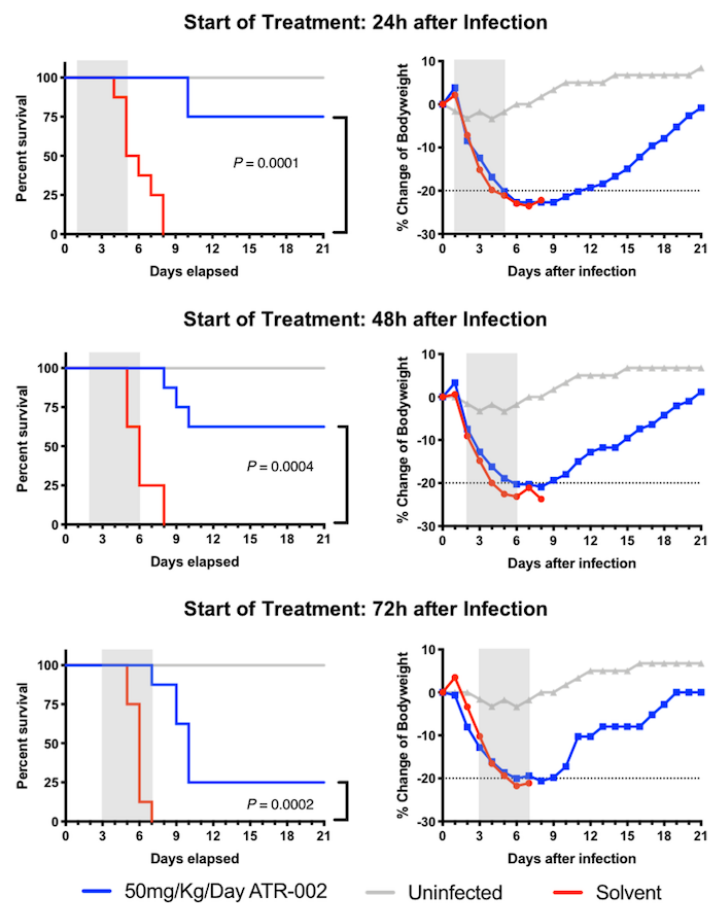 Start of Treatment: 24h after Infection
Percent survival
100
75
50
25
0
P = 0.0001
0 3 6 9 12 15 18 21
Days elapsed
% Change of Bodyweight
10
0
-10
-20
-30
0 3 6 9 12 15 18 21
Days after infection
Start of Treatment: 48h after Infection
Percent survival
100
75
50
25
0
P = 0.0004
0 3 6 9 12 15 18 21
Days elapsed
% Change of Bodyweight
10
0
-10
-20
-30
0 3 6 9 12 15 18 21
Days after infection
Start of Treatment: 72h after Infection
Percent survival
100
75
50
25
0
P = 0.0002
0 3 6 9 12 15 18 21
Days elapsed
% Change of Bodyweight
10
0
-10
-20
-30
0 3 6 9 12 15 18 21
Days after infection
50mg/Kg/Day ATR-002 Uninfected Solvent